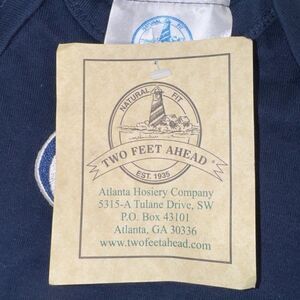 NATURAL FIT
TWO FEET AHEAD®
EST. 1935
Atlanta Hosiery Company
5315-A Tulane Drive, SW
P.O. Box 43101
Atlanta, GA 30336
www.twofeetahead.com